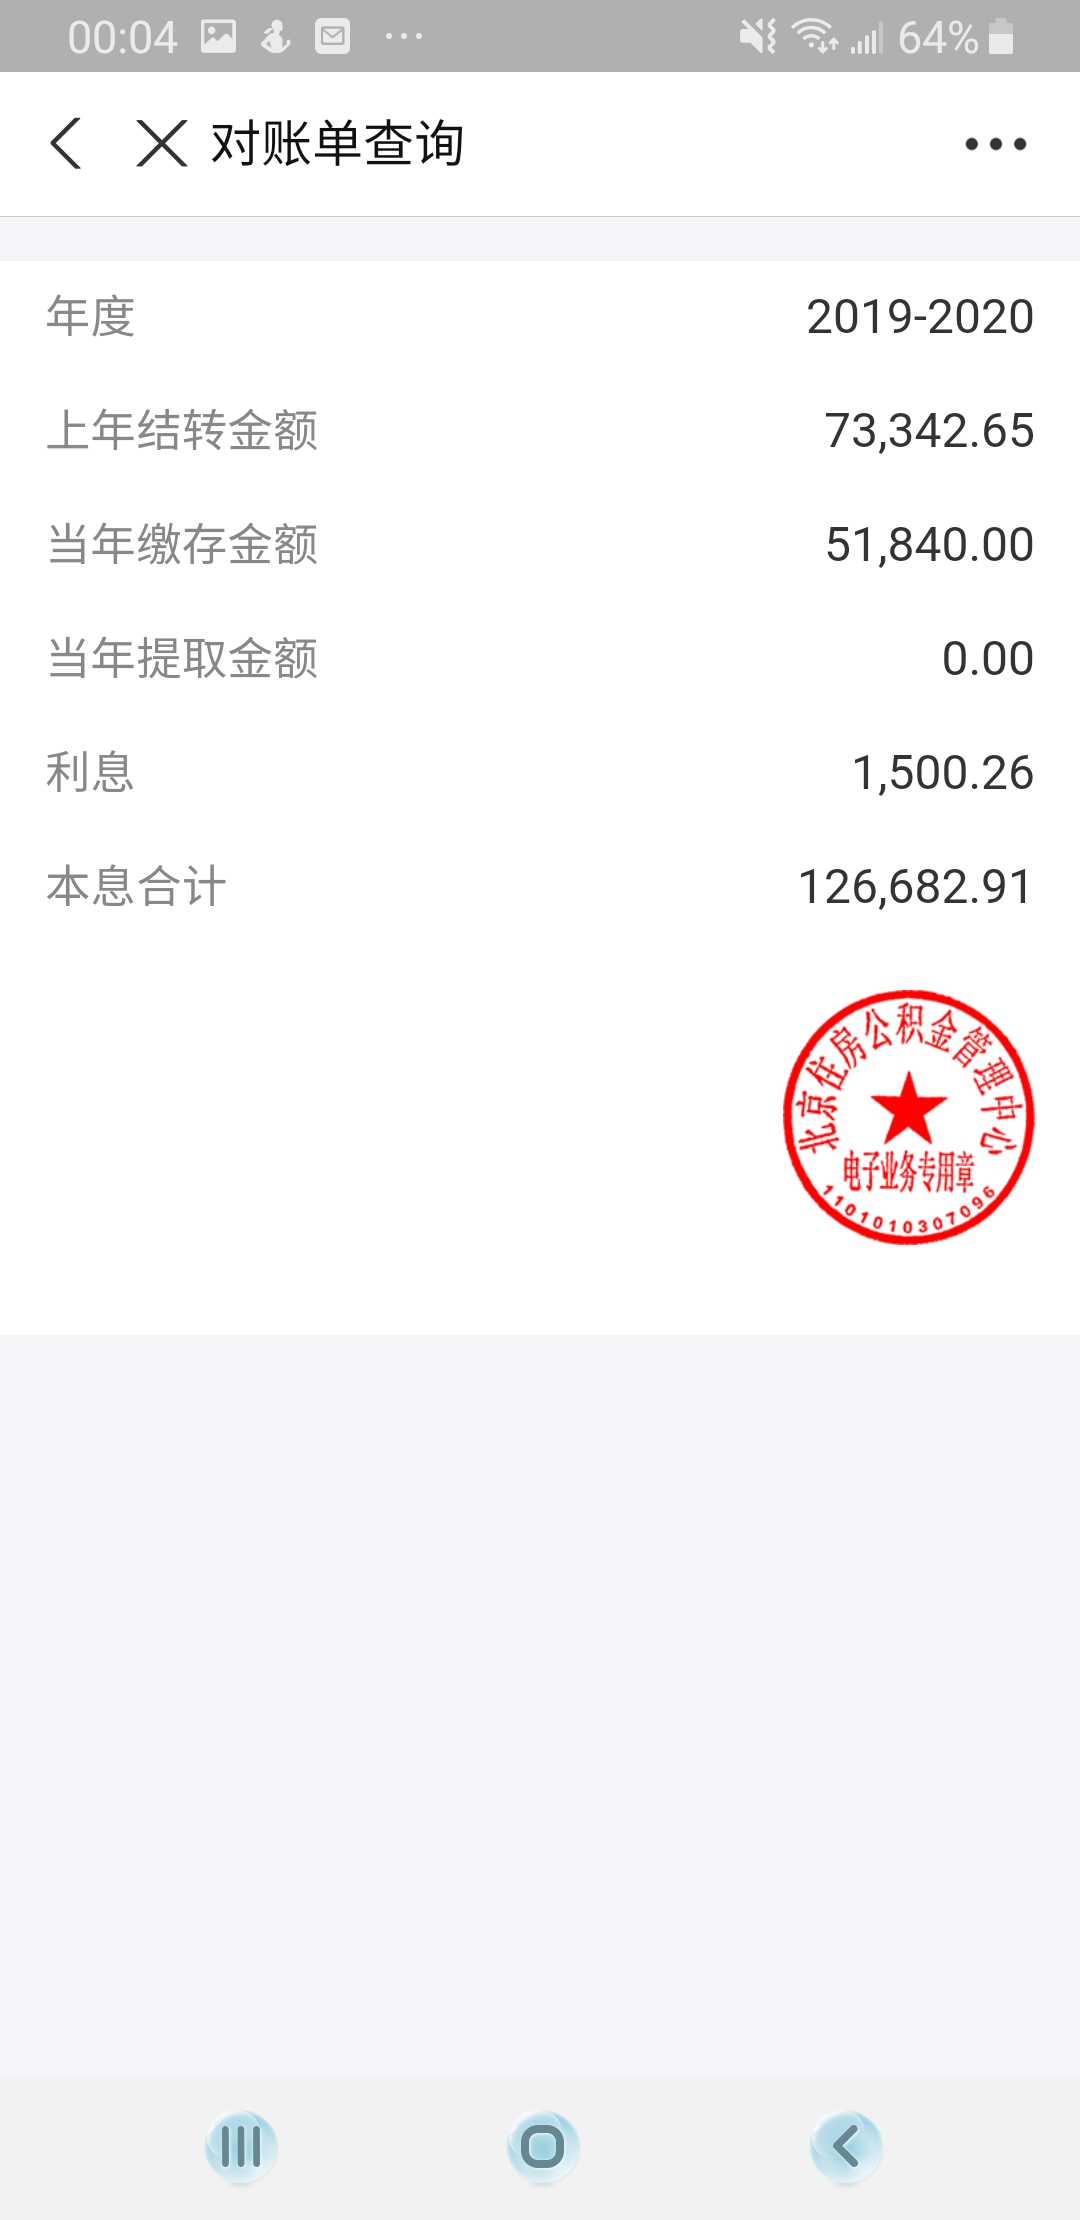 00:04
64%
对账单查询
年度 2019-2020
上年结转金额 73,342.65
当年缴存金额 51,840.00
当年提取金额 0.00
利息 1,500.26
本息合计 126,682.91
北京住房公积金管理中心
电子业务专用章
1101010307096